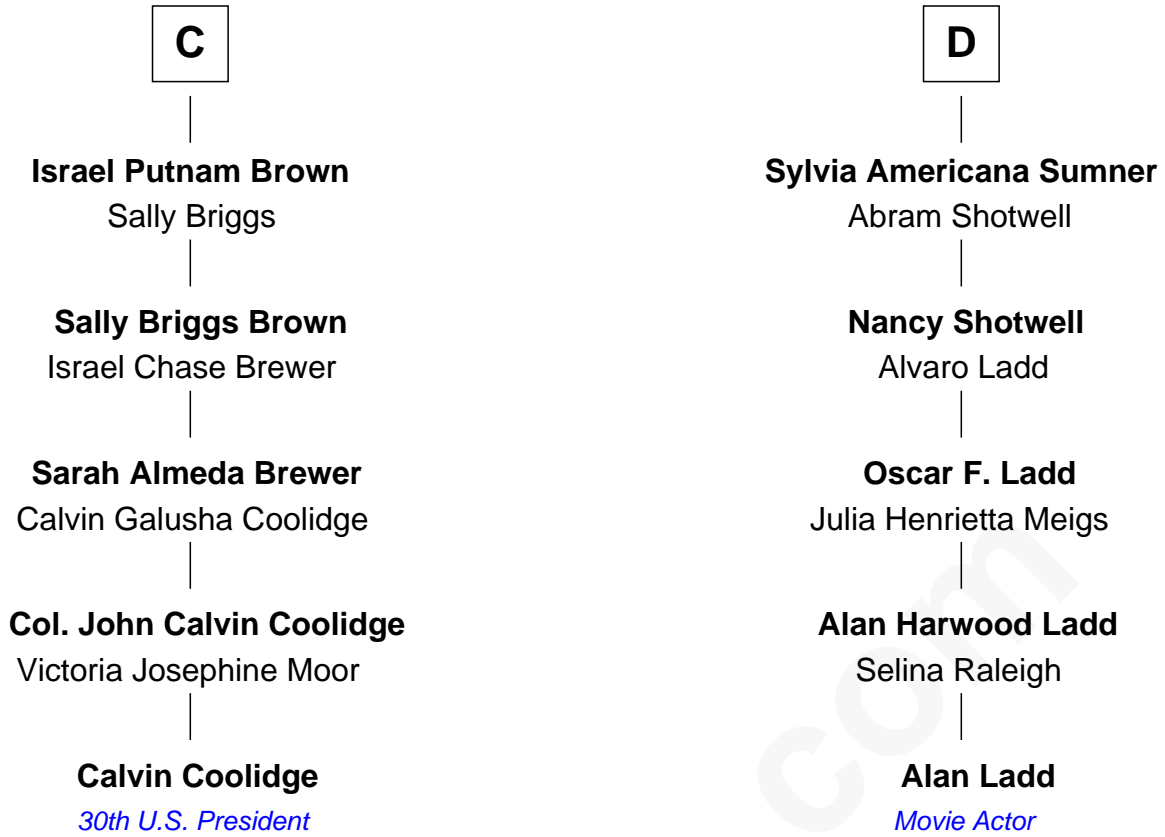 C
Israel Putnam Brown
Sally Briggs
Sally Briggs Brown
Israel Chase Brewer
Sarah Almeda Brewer
Calvin Galusha Coolidge
Col. John Calvin Coolidge
Victoria Josephine Moor
Calvin Coolidge
30th U.S. President
D
Sylvia Americana Sumner
Abram Shotwell
Nancy Shotwell
Alvaro Ladd
Oscar F. Ladd
Julia Henrietta Meigs
Alan Harwood Ladd
Selina Raleigh
Alan Ladd
Movie Actor
com